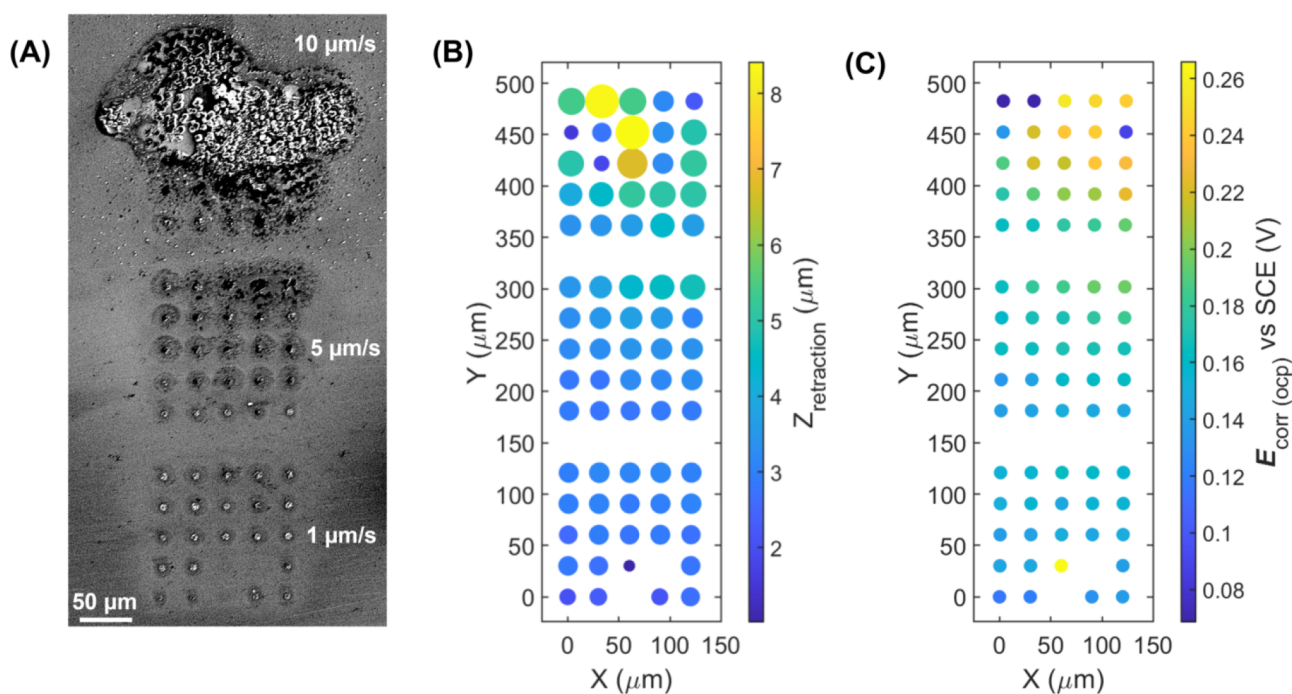 (A)
10 µm/s
5 µm/s
1 µm/s
50 µm
(B)
500
450
400
350
300
250
200
150
100
50
0
Y (μm)
0 50 100 150
X (μm)
8
7
6
5
4
3
2
Zretraction (μm)
(C)
500
450
400
350
300
250
200
150
100
50
0
Y (μm)
0 50 100 150
X (μm)
0.26
0.24
0.22
0.2
0.18
0.16
0.14
0.12
0.1
0.08
Ecorr (ocp) vs SCE (V)